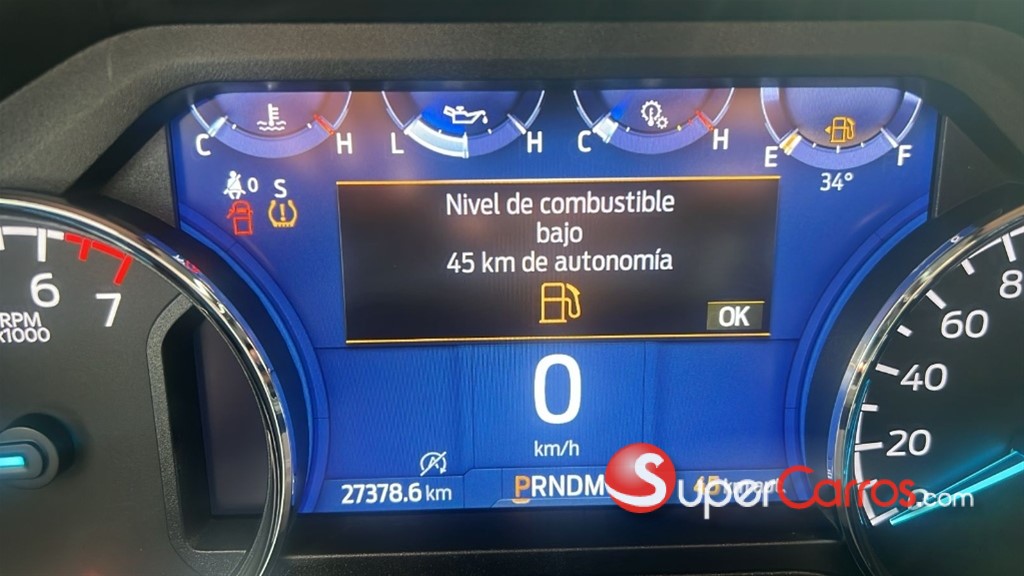 C H
L H
C H
E F
34°
0 S
Nivel de combustible
bajo
45 km de autonomía
OK
6
7
RPM
X1000
0
km/h
27378.6 km
PRNDM
45
80
60
40
20
SuperCarros.com